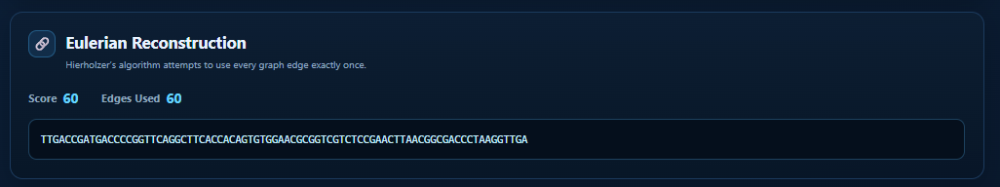 Eulerian Reconstruction
Hierholzer's algorithm attempts to use every graph edge exactly once.
Score 60 Edges Used 60
TTGACCGATGACCCCGGTTCAGGCTTCACCACAGTGTGGAACGCGGTCGTCTCCGAACTTAACGGCGACCCTAAGGTTGA